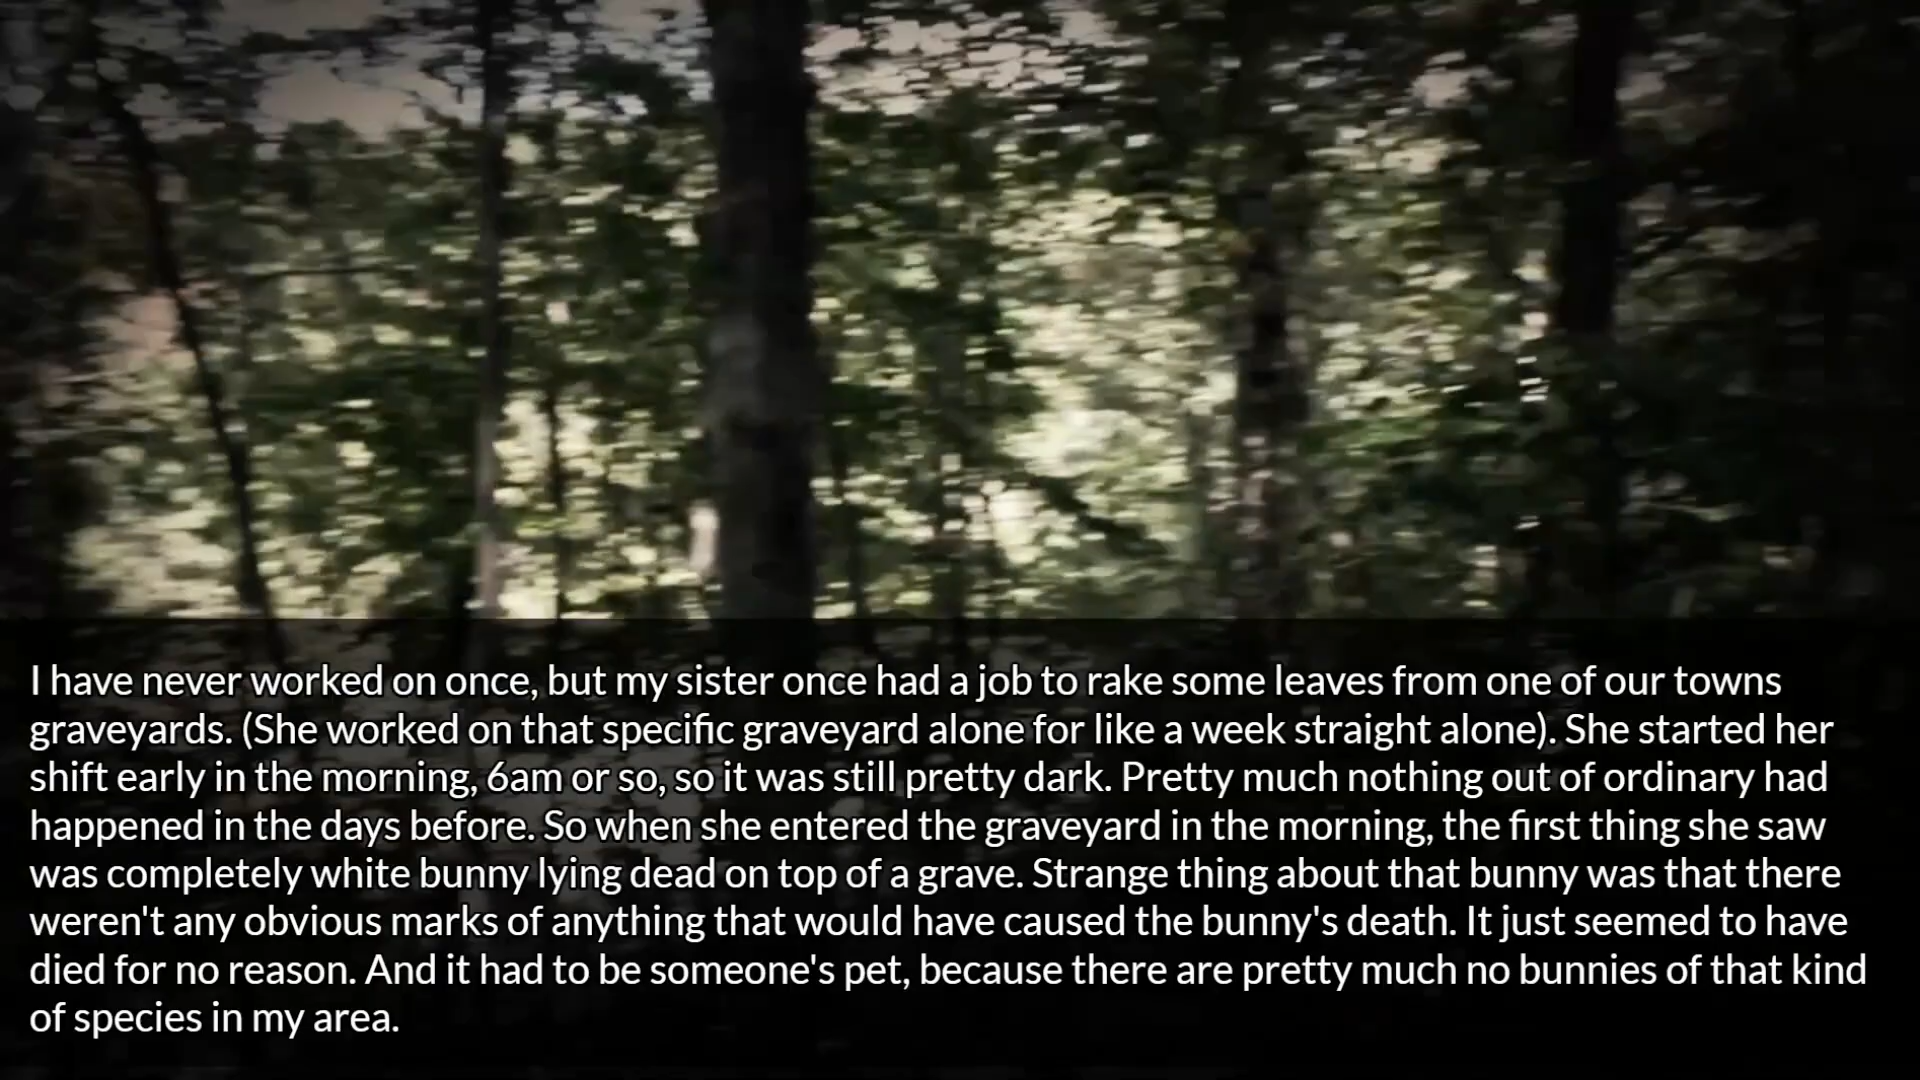 I have never worked on once, but my sister once had a job to rake some leaves from one of our towns
graveyards. (She worked on that specific graveyard alone for like a week straight alone). She started her
shift early in the morning, 6am or so, so it was still pretty dark. Pretty much nothing out of ordinary had
happened in the days before. So when she entered the graveyard in the morning, the first thing she saw
was completely white bunny lying dead on top of a grave. Strange thing about that bunny was that there
weren't any obvious marks of anything that would have caused the bunny's death. It just seemed to have
died for no reason. And it had to be someone's pet, because there are pretty much no bunnies of that kind
of species in my area.